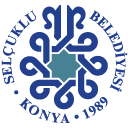 SELÇUKLU BELEDİYESİ
• KONYA • 1989